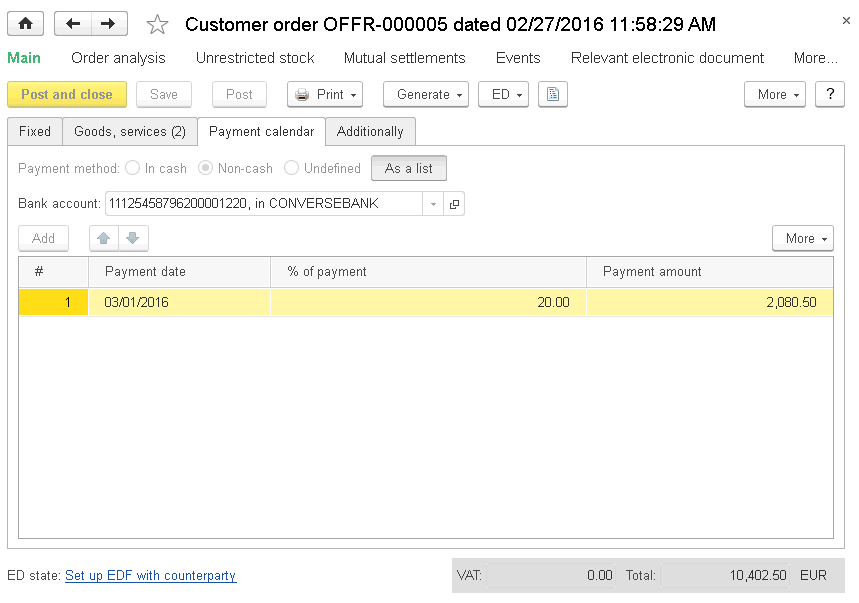 Customer order OFFR-000005 dated 02/27/2016 11:58:29 AM ×
Main Order analysis Unrestricted stock Mutual settlements Events Relevant electronic document More...
Post and close Save Post Print Generate ED More ?
Fixed Goods, services (2) Payment calendar Additionally
Payment method: In cash Non-cash Undefined As a list
Bank account: 11125458796200001220, in CONVERSEBANK
Add More
# Payment date % of payment Payment amount
1 03/01/2016 20.00 2,080.50
ED state: Set up EDF with counterparty VAT: 0.00 Total: 10,402.50 EUR